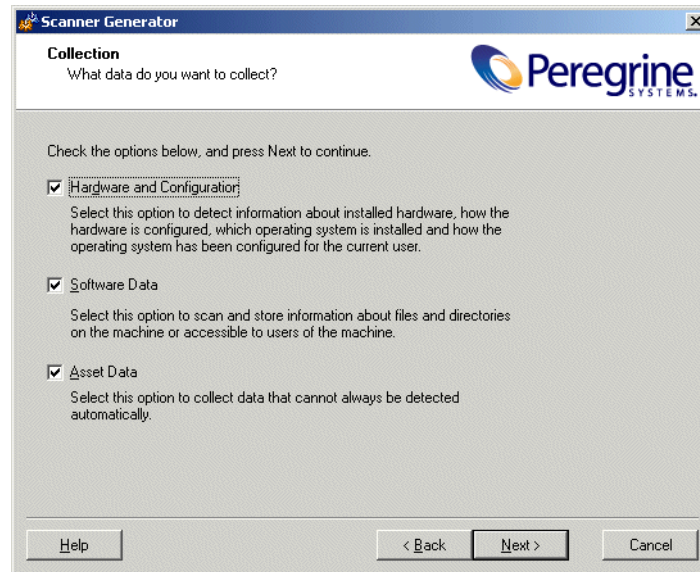 Scanner Generator
Collection
What data do you want to collect?
Peregrine
SYSTEMS.
Check the options below, and press Next to continue.
Hardware and Configuration
Select this option to detect information about installed hardware, how the
hardware is configured, which operating system is installed and how the
operating system has been configured for the current user.
Software Data
Select this option to scan and store information about files and directories
on the machine or accessible to users of the machine.
Asset Data
Select this option to collect data that cannot always be detected
automatically.
Help
< Back
Next >
Cancel